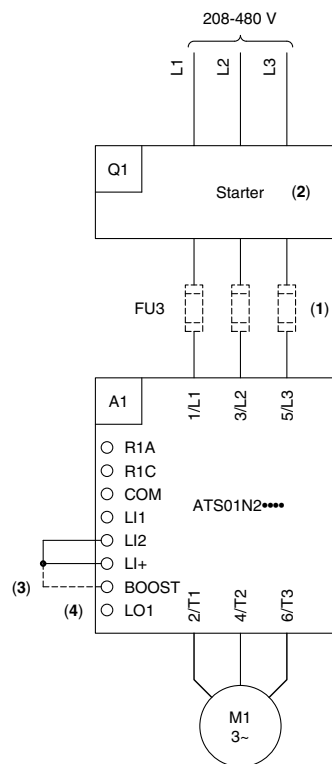 208-480 V
L1
L2
L3
Q1
Starter (2)
FU3
(1)
A1
1/L1
3/L2
5/L3
R1A
R1C
COM
ATS01N2••••
LI1
LI2
LI+
(3)
BOOST
(4)
LO1
2/T1
4/T2
6/T3
M1
3~